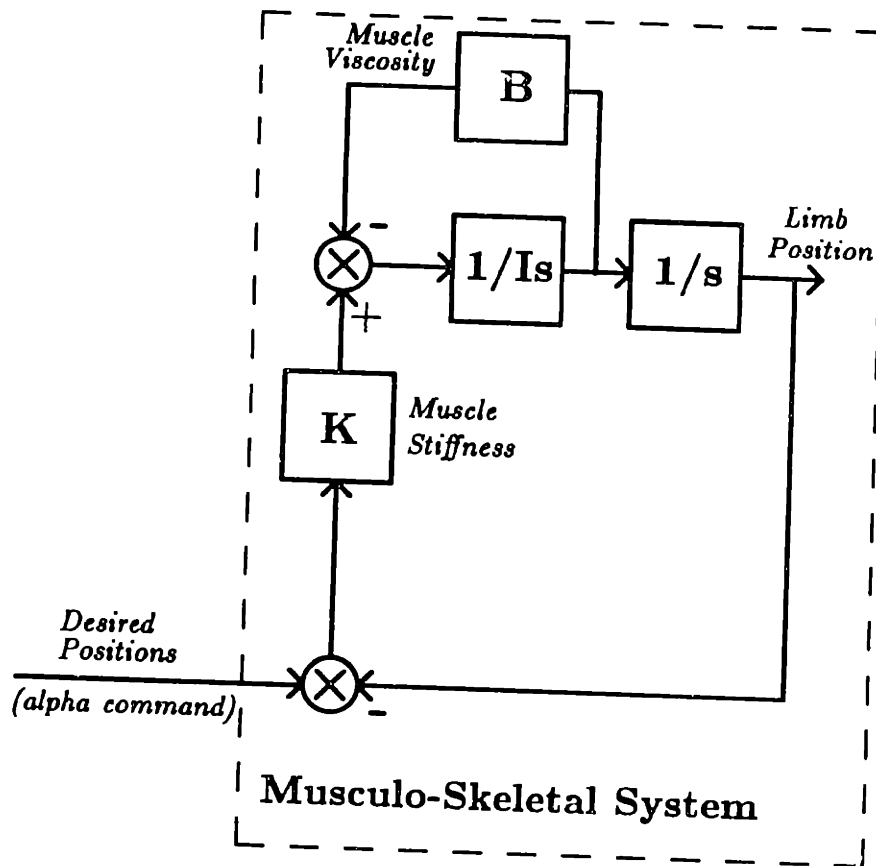 Muscle
Viscosity
B
-
1/Is
1/s
Limb
Position
+
K
Muscle
Stiffness
Desired
Positions
(alpha command)
-
Musculo-Skeletal System